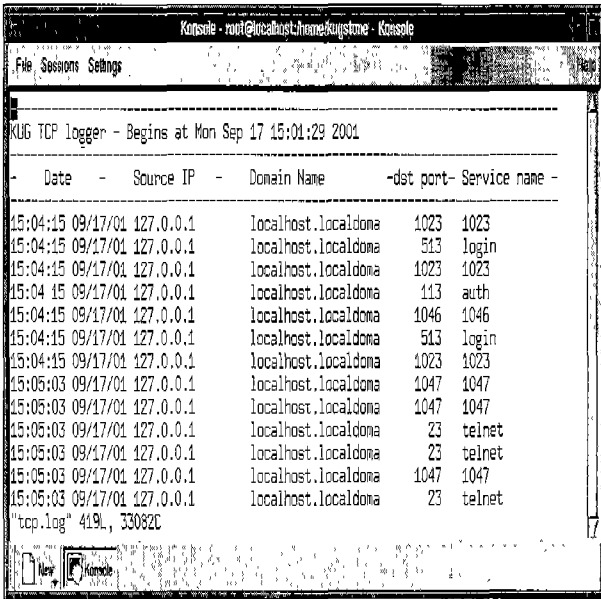 Konsole - root@localhost:/home/kugstone - Konsole
File Sessions Settings Help
KUG TCP logger - Begins at Mon Sep 17 15:01:29 2001
- Date - Source IP - Domain Name -dst port- Service name -
15:04:15 09/17/01 127.0.0.1 localhost.localdoma 1023 1023
15:04:15 09/17/01 127.0.0.1 localhost.localdoma 513 login
15:04:15 09/17/01 127.0.0.1 localhost.localdoma 1023 1023
15:04 15 09/17/01 127.0.0.1 localhost.localdoma 113 auth
15:04:15 09/17/01 127.0.0.1 localhost.localdoma 1046 1046
15:04:15 09/17/01 127.0.0.1 localhost.localdoma 513 login
15:04:15 09/17/01 127.0.0.1 localhost.localdoma 1023 1023
15:05:03 09/17/01 127.0.0.1 localhost.localdoma 1047 1047
15:05:03 09/17/01 127.0.0.1 localhost.localdoma 1047 1047
15:05:03 09/17/01 127.0.0.1 localhost.localdoma 23 telnet
15:05:03 09/17/01 127.0.0.1 localhost.localdoma 23 telnet
15:05:03 09/17/01 127.0.0.1 localhost.localdoma 1047 1047
15:05:03 09/17/01 127.0.0.1 localhost.localdoma 23 telnet
"tcp.log" 419L, 33082C
New Konsole